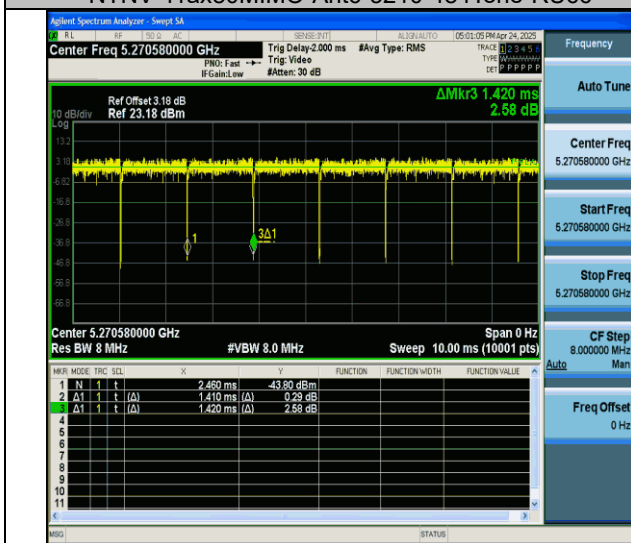 Agilent Spectrum Analyzer - Swept SA
RL RF 50 Ω AC SENSE:INT ALIGNAUTO 05:01:05 PM Apr 24, 2025
Center Freq 5.270580000 GHz
PNO: Fast
IFGain:Low
Trig Delay-2.000 ms
Trig: Video
#Atten: 30 dB
#Avg Type: RMS
TRACE 1 2 3 4 5 6
TYPE
DET P P P P P P
Frequency
Auto Tune
Ref Offset 3.18 dB
Ref 23.18 dBm
10 dB/div
Log
ΔMkr3 1.420 ms
2.58 dB
13.2
3.18
-6.82
-16.8
-26.8
-36.8
-46.8
-56.8
-66.8
1
3Δ1
Center Freq
5.270580000 GHz
Start Freq
5.270580000 GHz
Stop Freq
5.270580000 GHz
CF Step
8.000000 MHz
Auto Man
Freq Offset
0 Hz
Center 5.270580000 GHz Span 0 Hz
Res BW 8 MHz #VBW 8.0 MHz Sweep 10.00 ms (10001 pts)
MKR MODE TRC SCL X Y FUNCTION FUNCTION WIDTH FUNCTION VALUE
1 N 1 t 2.460 ms -43.80 dBm
2 Δ1 1 t (Δ) 1.410 ms (Δ) 0.29 dB
3 Δ1 1 t (Δ) 1.420 ms (Δ) 2.58 dB
4
5
6
7
8
9
10
11
MSG STATUS